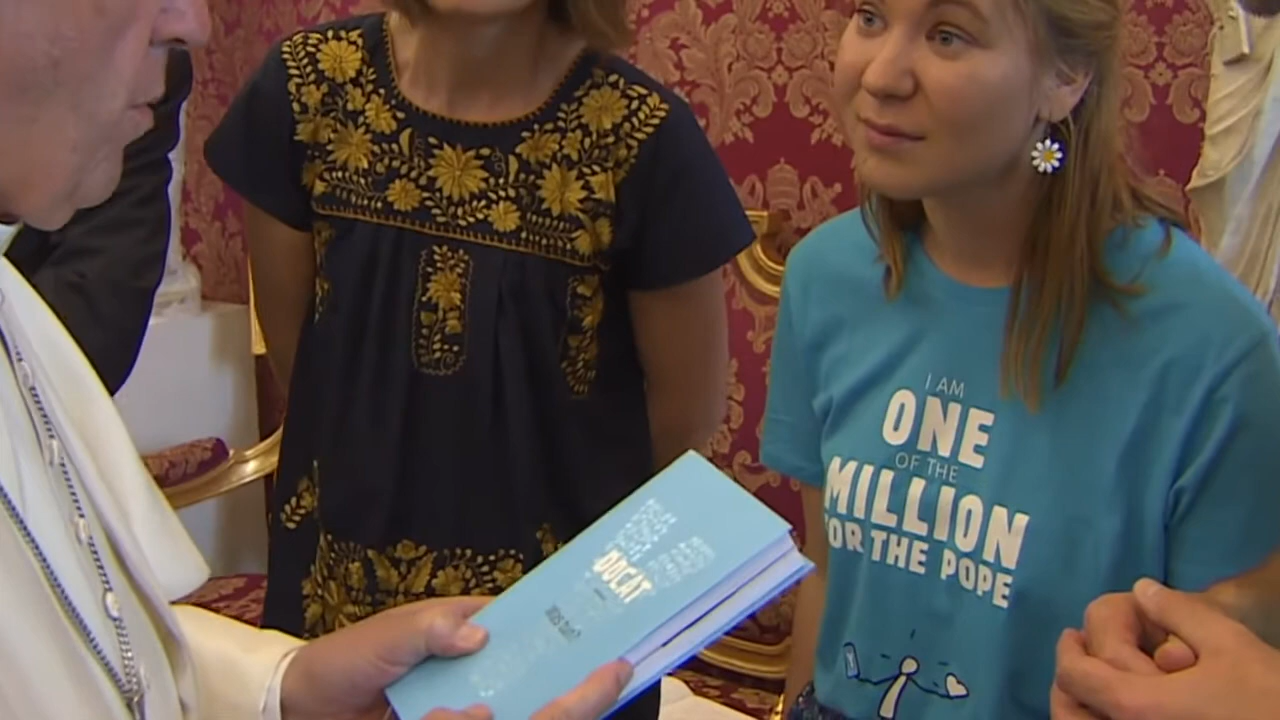 I AM
ONE
OF THE
MILLION
FOR THE POPE
DOCAT